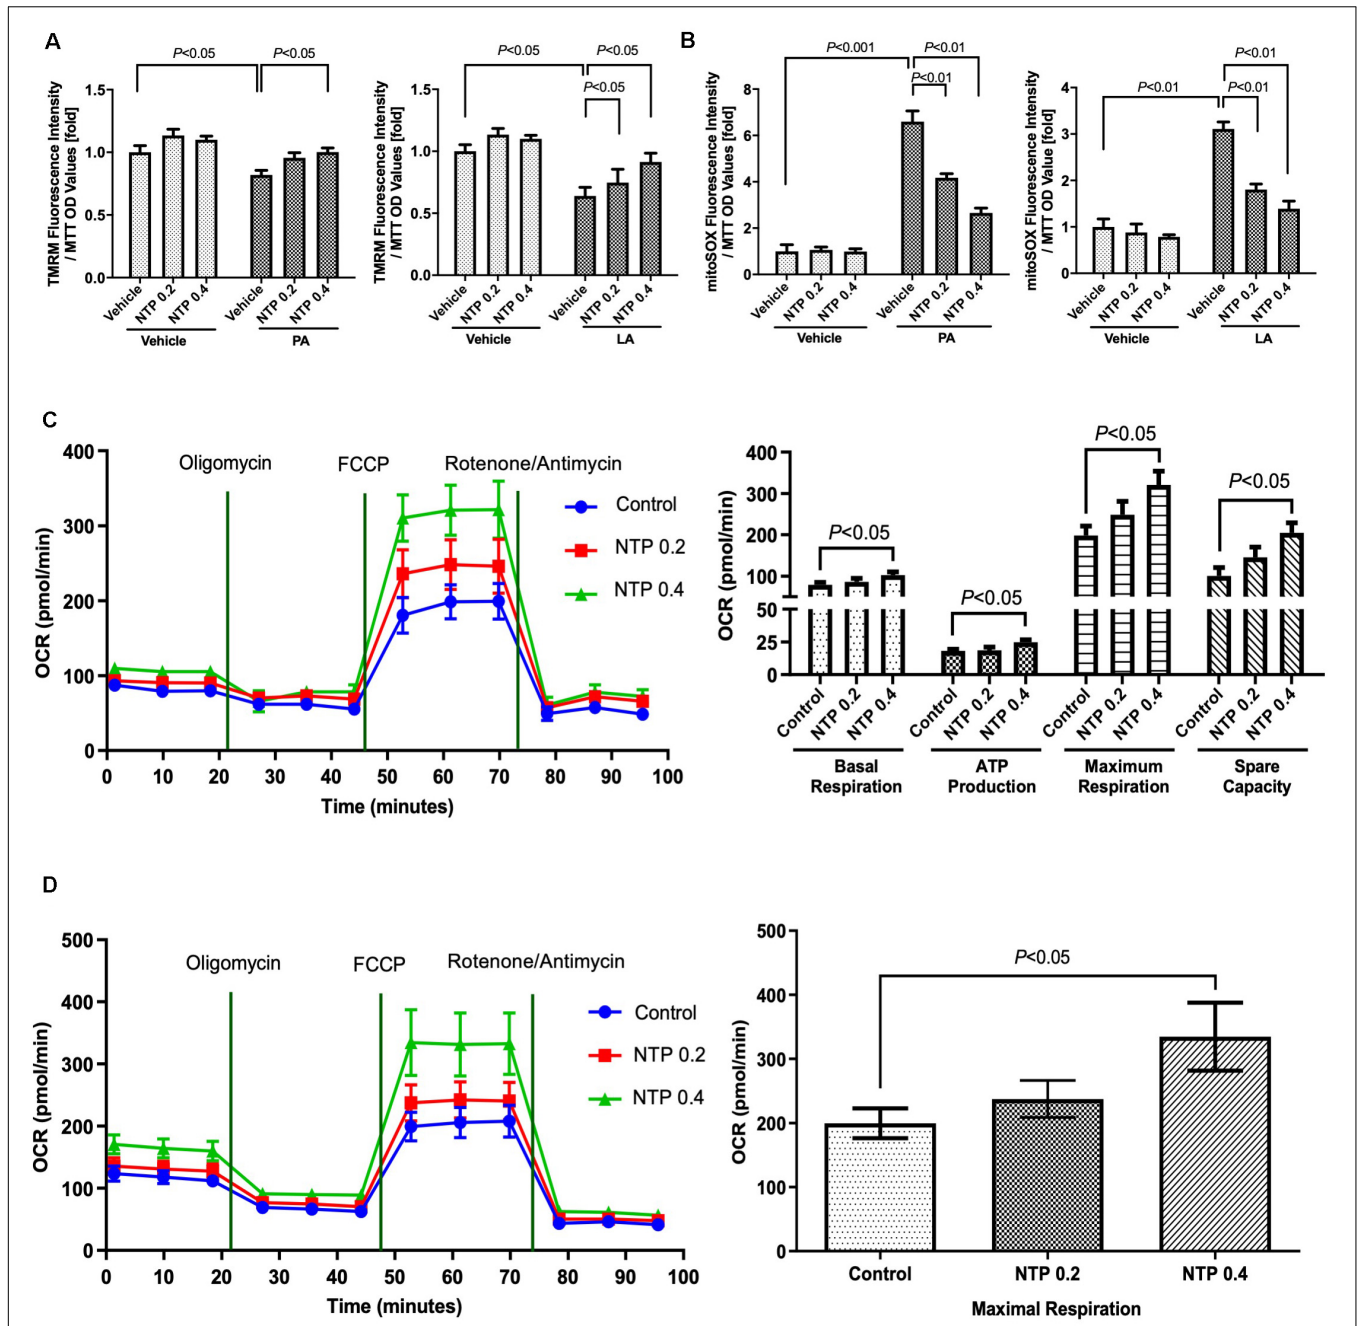 A
B
P<0.05
P<0.05
P<0.05
P<0.05
P<0.05
P<0.001
P<0.01
P<0.01
P<0.01
P<0.01
P<0.01
TMRM Fluorescence Intensity
/ MTT OD Values [fold]
1.5
1.0
0.5
0.0
Vehicle
NTP 0.2
NTP 0.4
Vehicle
NTP 0.2
NTP 0.4
Vehicle
PA
TMRM Fluorescence Intensity
/ MTT OD Values [fold]
1.5
1.0
0.5
0.0
Vehicle
NTP 0.2
NTP 0.4
Vehicle
NTP 0.2
NTP 0.4
Vehicle
LA
mitoSOX Fluorescence Intensity
/ MTT OD Values [fold]
8
6
4
2
0
Vehicle
NTP 0.2
NTP 0.4
Vehicle
NTP 0.2
NTP 0.4
Vehicle
PA
mitoSOX Fluorescence Intensity
/ MTT OD Value [fold]
4
3
2
1
0
Vehicle
NTP 0.2
NTP 0.4
Vehicle
NTP 0.2
NTP 0.4
Vehicle
LA
C
OCR (pmol/min)
400
300
200
100
0
Oligomycin
FCCP
Rotenone/Antimycin
Control
NTP 0.2
NTP 0.4
0 10 20 30 40 50 60 70 80 90 100
Time (minutes)
OCR (pmol/min)
400
300
200
100
50
25
0
P<0.05
P<0.05
P<0.05
P<0.05
Control
NTP 0.2
NTP 0.4
Control
NTP 0.2
NTP 0.4
Control
NTP 0.2
NTP 0.4
Control
NTP 0.2
NTP 0.4
Basal
Respiration
ATP
Production
Maximum
Respiration
Spare
Capacity
D
OCR (pmol/min)
500
400
300
200
100
0
Oligomycin
FCCP
Rotenone/Antimycin
Control
NTP 0.2
NTP 0.4
0 10 20 30 40 50 60 70 80 90 100
Time (minutes)
OCR (pmol/min)
500
400
300
200
100
0
P<0.05
Control
NTP 0.2
NTP 0.4
Maximal Respiration